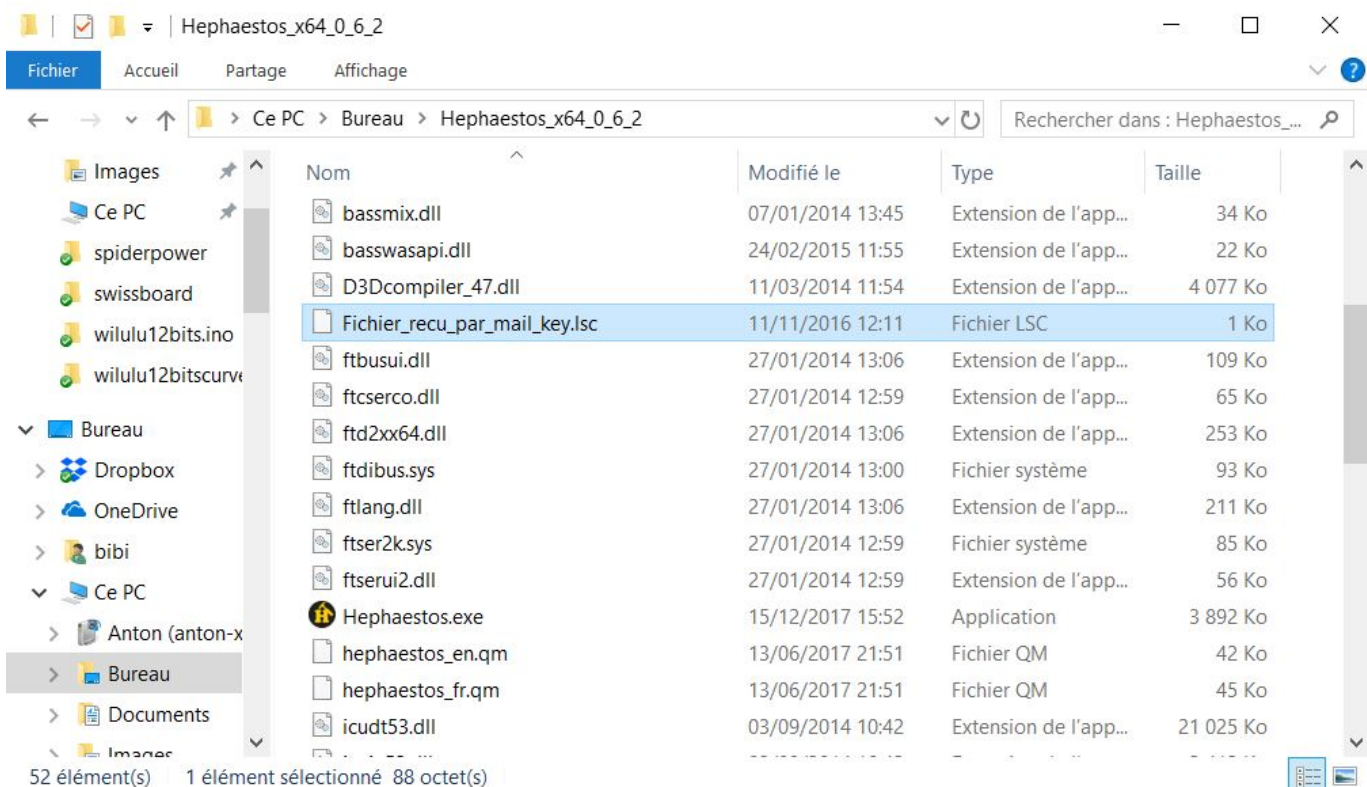 Hephaestos_x64_0_6_2
Fichier Accueil Partage Affichage
Ce PC > Bureau > Hephaestos_x64_0_6_2
Rechercher dans : Hephaestos_...
Images
Ce PC
spiderpower
swissboard
wilulu12bits.ino
wilulu12bitscurve
Bureau
Dropbox
OneDrive
bibi
Ce PC
Anton (anton-x
Bureau
Documents
Images
Nom Modifié le Type Taille
bassmix.dll 07/01/2014 13:45 Extension de l'app... 34 Ko
basswasapi.dll 24/02/2015 11:55 Extension de l'app... 22 Ko
D3Dcompiler_47.dll 11/03/2014 11:54 Extension de l'app... 4 077 Ko
Fichier_recu_par_mail_key.lsc 11/11/2016 12:11 Fichier LSC 1 Ko
ftbusui.dll 27/01/2014 13:06 Extension de l'app... 109 Ko
ftcserco.dll 27/01/2014 12:59 Extension de l'app... 65 Ko
ftd2xx64.dll 27/01/2014 13:06 Extension de l'app... 253 Ko
ftdibus.sys 27/01/2014 13:00 Fichier système 93 Ko
ftlang.dll 27/01/2014 13:06 Extension de l'app... 211 Ko
ftser2k.sys 27/01/2014 12:59 Fichier système 85 Ko
ftserui2.dll 27/01/2014 12:59 Extension de l'app... 56 Ko
Hephaestos.exe 15/12/2017 15:52 Application 3 892 Ko
hephaestos_en.qm 13/06/2017 21:51 Fichier QM 42 Ko
hephaestos_fr.qm 13/06/2017 21:51 Fichier QM 45 Ko
icudt53.dll 03/09/2014 10:42 Extension de l'app... 21 025 Ko
52 élément(s) 1 élément sélectionné 88 octet(s)